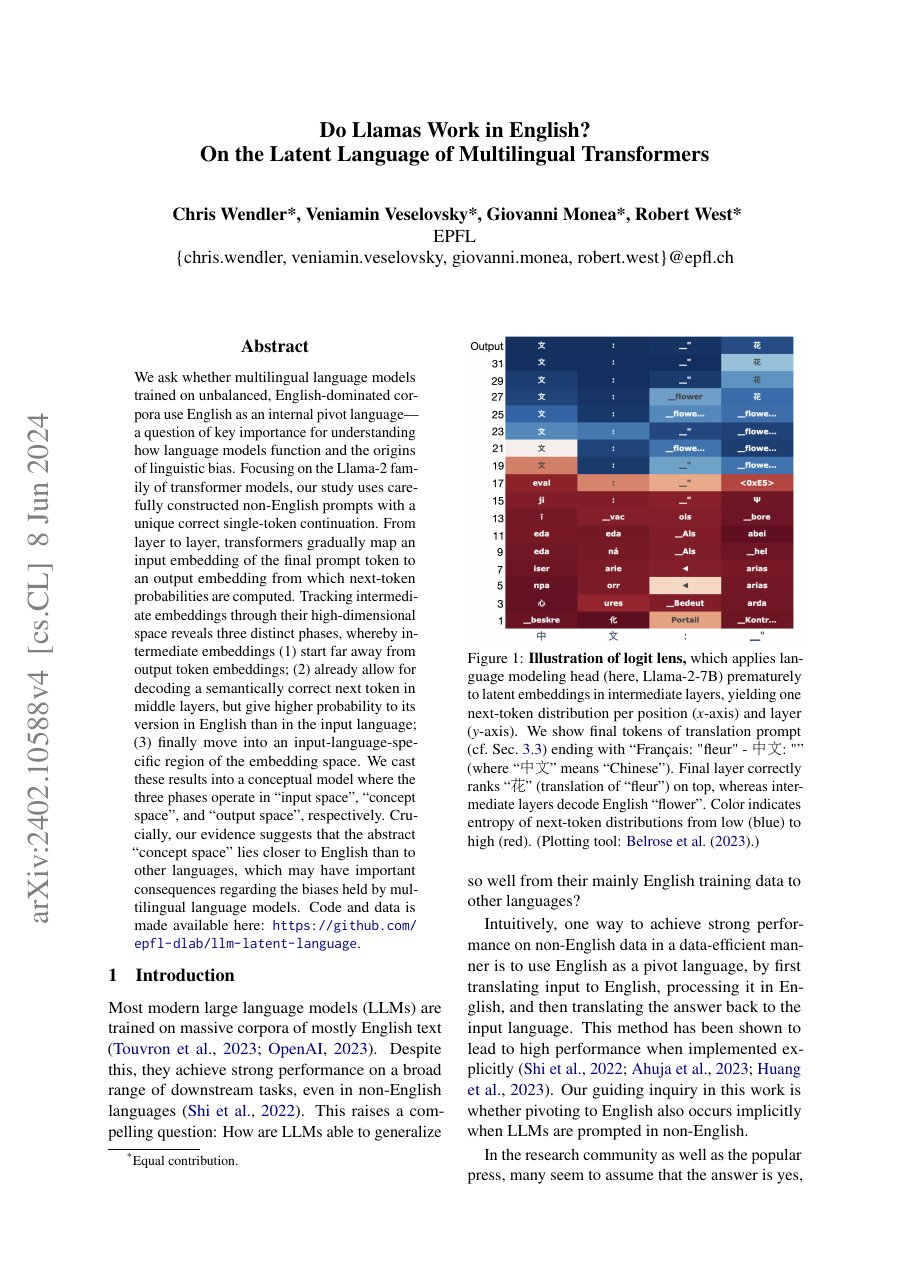 arXiv:2402.10588v4 [cs.CL] 8 Jun 2024
Do Llamas Work in English?
On the Latent Language of Multilingual Transformers
Chris Wendler*, Veniamin Veselovsky*, Giovanni Monea*, Robert West*
EPFL
{chris.wendler, veniamin.veselovsky, giovanni.monea, robert.west}@epfl.ch
Abstract
We ask whether multilingual language models
trained on unbalanced, English-dominated cor-
pora use English as an internal pivot language—
a question of key importance for understanding
how language models function and the origins
of linguistic bias. Focusing on the Llama-2 fam-
ily of transformer models, our study uses care-
fully constructed non-English prompts with a
unique correct single-token continuation. From
layer to layer, transformers gradually map an
input embedding of the final prompt token to
an output embedding from which next-token
probabilities are computed. Tracking intermedi-
ate embeddings through their high-dimensional
space reveals three distinct phases, whereby in-
termediate embeddings (1) start far away from
output token embeddings; (2) already allow for
decoding a semantically correct next token in
middle layers, but give higher probability to its
version in English than in the input language;
(3) finally move into an input-language-spe-
cific region of the embedding space. We cast
these results into a conceptual model where the
three phases operate in “input space”, “concept
space”, and “output space”, respectively. Cru-
cially, our evidence suggests that the abstract
“concept space” lies closer to English than to
other languages, which may have important
consequences regarding the biases held by mul-
tilingual language models. Code and data is
made available here: https://github.com/
epfl-dlab/llm-latent-language.
1 Introduction
Most modern large language models (LLMs) are
trained on massive corpora of mostly English text
(Touvron et al., 2023; OpenAI, 2023). Despite
this, they achieve strong performance on a broad
range of downstream tasks, even in non-English
languages (Shi et al., 2022). This raises a com-
pelling question: How are LLMs able to generalize
*Equal contribution.
Output 文 : __" 花
31 文 : __" 花
29 文 : __" 花
27 文 : __flower 花
25 文 : __flowe... __flowe...
23 文 : __" __flowe...
21 文 : __flowe... __flowe...
19 文 : __" __flowe...
17 eval : __" <0xE5>
15 ji : __" Ψ
13 ī __vac ols __bore
11 eda eda __Als abei
9 eda ná __Als __hel
7 iser arie ◄ arias
5 npa orr ◄ arias
3 心 ures __Bedeut arda
1 __beskre 化 Portail __Kontr...
中 文 : __"
Figure 1: Illustration of logit lens, which applies lan-
guage modeling head (here, Llama-2-7B) prematurely
to latent embeddings in intermediate layers, yielding one
next-token distribution per position (x-axis) and layer
(y-axis). We show final tokens of translation prompt
(cf. Sec. 3.3) ending with “Français: "fleur" - 中文: "”
(where “中文” means “Chinese”). Final layer correctly
ranks “花” (translation of “fleur”) on top, whereas inter-
mediate layers decode English “flower”. Color indicates
entropy of next-token distributions from low (blue) to
high (red). (Plotting tool: Belrose et al. (2023).)
so well from their mainly English training data to
other languages?
Intuitively, one way to achieve strong perfor-
mance on non-English data in a data-efficient man-
ner is to use English as a pivot language, by first
translating input to English, processing it in En-
glish, and then translating the answer back to the
input language. This method has been shown to
lead to high performance when implemented ex-
plicitly (Shi et al., 2022; Ahuja et al., 2023; Huang
et al., 2023). Our guiding inquiry in this work is
whether pivoting to English also occurs implicitly
when LLMs are prompted in non-English.
In the research community as well as the popular
press, many seem to assume that the answer is yes,